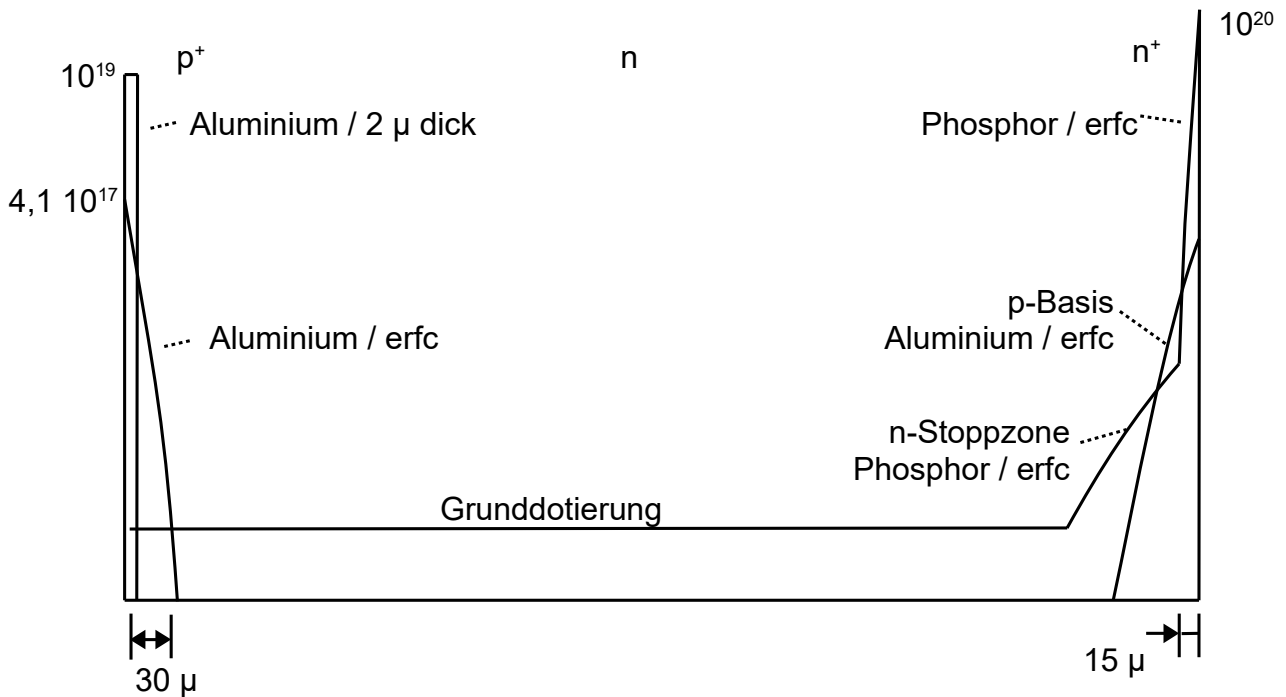 10²⁰
p⁺
n
n⁺
10¹⁹
Aluminium / 2 μ dick
Phosphor / erfc
4,1 10¹⁷
p-Basis
Aluminium / erfc
Aluminium / erfc
n-Stoppzone
Phosphor / erfc
Grunddotierung
15 μ
30 μ